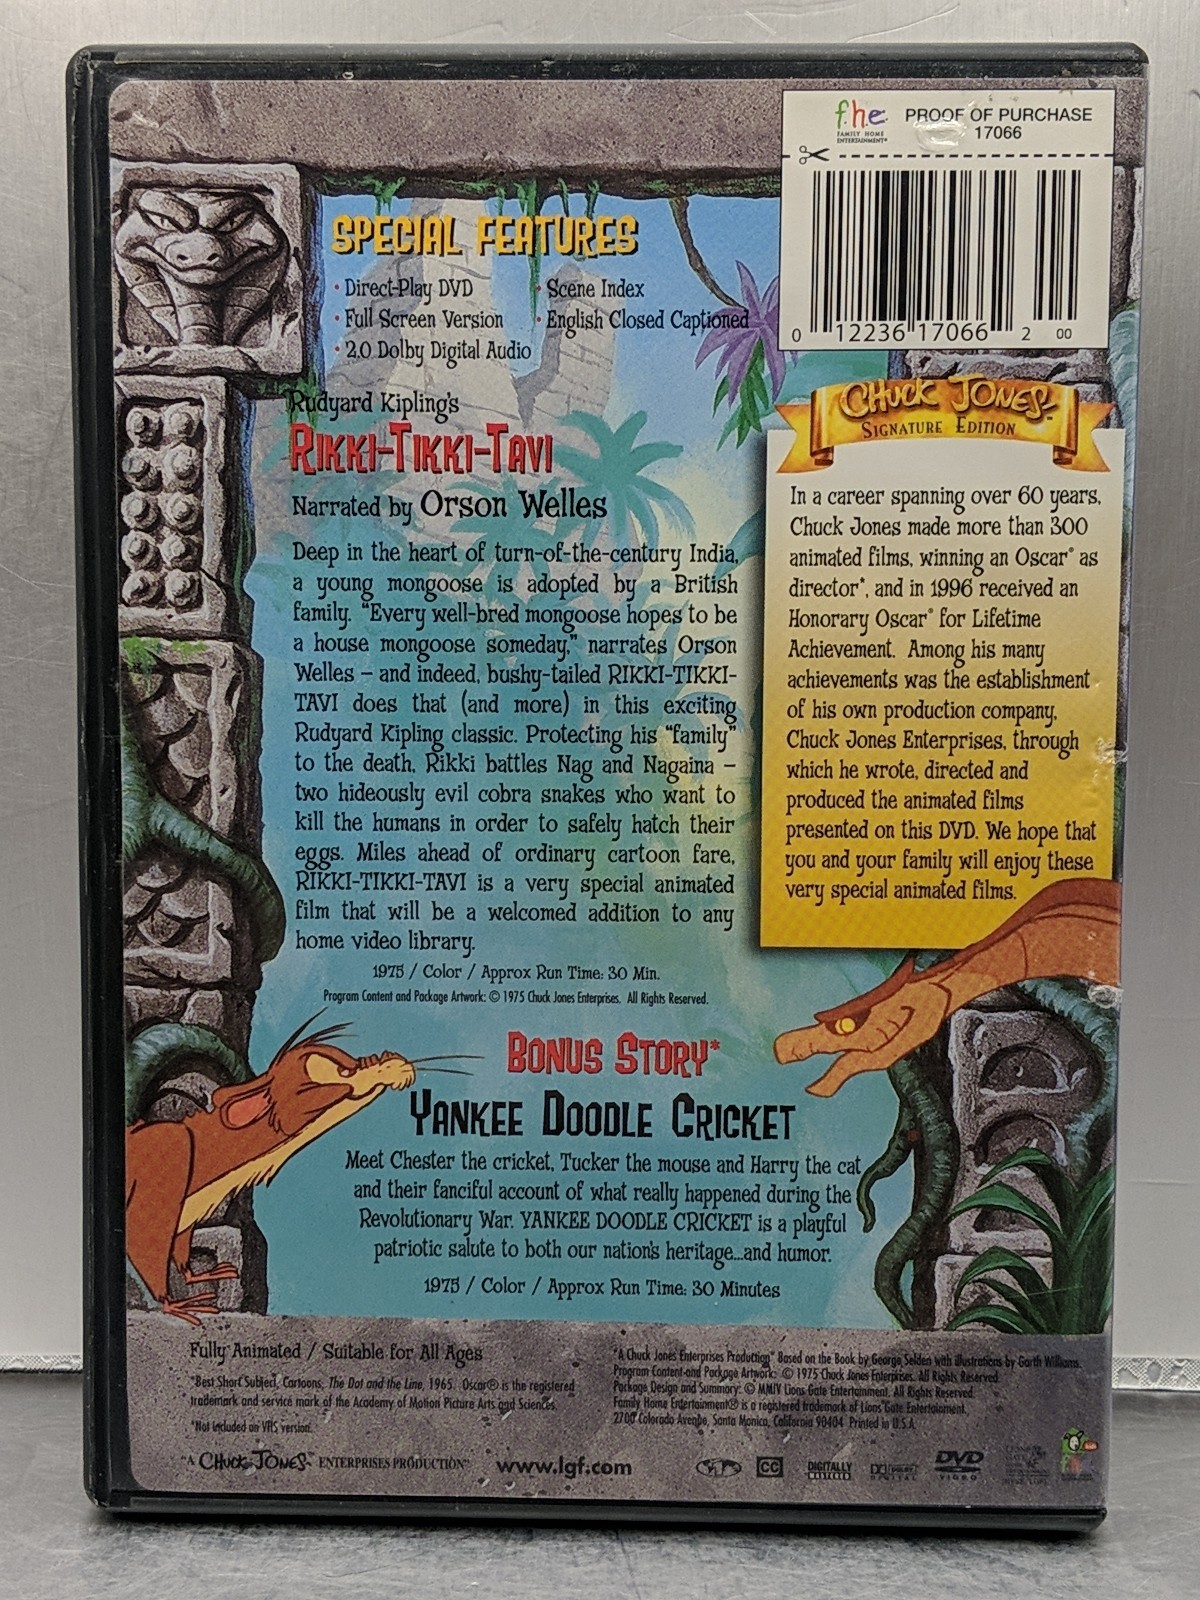 f.h.e.
FAMILY HOME
ENTERTAINMENT®
PROOF OF PURCHASE
17066
0 12236 17066 2 00
SPECIAL FEATURES
• Direct-Play DVD
• Full Screen Version
• 2.0 Dolby Digital Audio
• Scene Index
• English Closed Captioned
Rudyard Kipling's
RIKKI-TIKKI-TAVI
Narrated by Orson Welles
Deep in the heart of turn-of-the-century India,
a young mongoose is adopted by a British
family. "Every well-bred mongoose hopes to be
a house mongoose someday," narrates Orson
Welles – and indeed, bushy-tailed RIKKI-TIKKI-
TAVI does that (and more) in this exciting
Rudyard Kipling classic. Protecting his "family"
to the death, Rikki battles Nag and Nagaina –
two hideously evil cobra snakes who want to
kill the humans in order to safely hatch their
eggs. Miles ahead of ordinary cartoon fare,
RIKKI-TIKKI-TAVI is a very special animated
film that will be a welcomed addition to any
home video library.
1975 / Color / Approx Run Time: 30 Min.
Program Content and Package Artwork: © 1975 Chuck Jones Enterprises. All Rights Reserved.
CHUCK JONES™
SIGNATURE EDITION
In a career spanning over 60 years,
Chuck Jones made more than 300
animated films, winning an Oscar® as
director*, and in 1996 received an
Honorary Oscar® for Lifetime
Achievement. Among his many
achievements was the establishment
of his own production company,
Chuck Jones Enterprises, through
which he wrote, directed and
produced the animated films
presented on this DVD. We hope that
you and your family will enjoy these
very special animated films.
BONUS STORY*
YANKEE DOODLE CRICKET
Meet Chester the cricket, Tucker the mouse and Harry the cat
and their fanciful account of what really happened during the
Revolutionary War. YANKEE DOODLE CRICKET is a playful
patriotic salute to both our nation's heritage...and humor.
1975 / Color / Approx Run Time: 30 Minutes
Fully Animated / Suitable for All Ages
*Best Short Subject, Cartoons, The Dot and the Line, 1965. Oscar® is the registered
trademark and service mark of the Academy of Motion Picture Arts and Sciences.
*Not included on VHS version.
"A Chuck Jones Enterprises Production" Based on the Book by George Selden with illustrations by Garth Williams.
Program Content and Package Artwork: © 1975 Chuck Jones Enterprises. All Rights Reserved.
Package Design and Summary: © MMIV Lions Gate Entertainment. All Rights Reserved.
Family Home Entertainment® is a registered trademark of Lions Gate Entertainment.
2700 Colorado Avenue, Santa Monica, California 90404 Printed in U.S.A.
"A CHUCK JONES™ ENTERPRISES PRODUCTION"
www.lgf.com
CC
DIGITALLY
MASTERED
DOLBY
DIGITAL
DVD
VIDEO